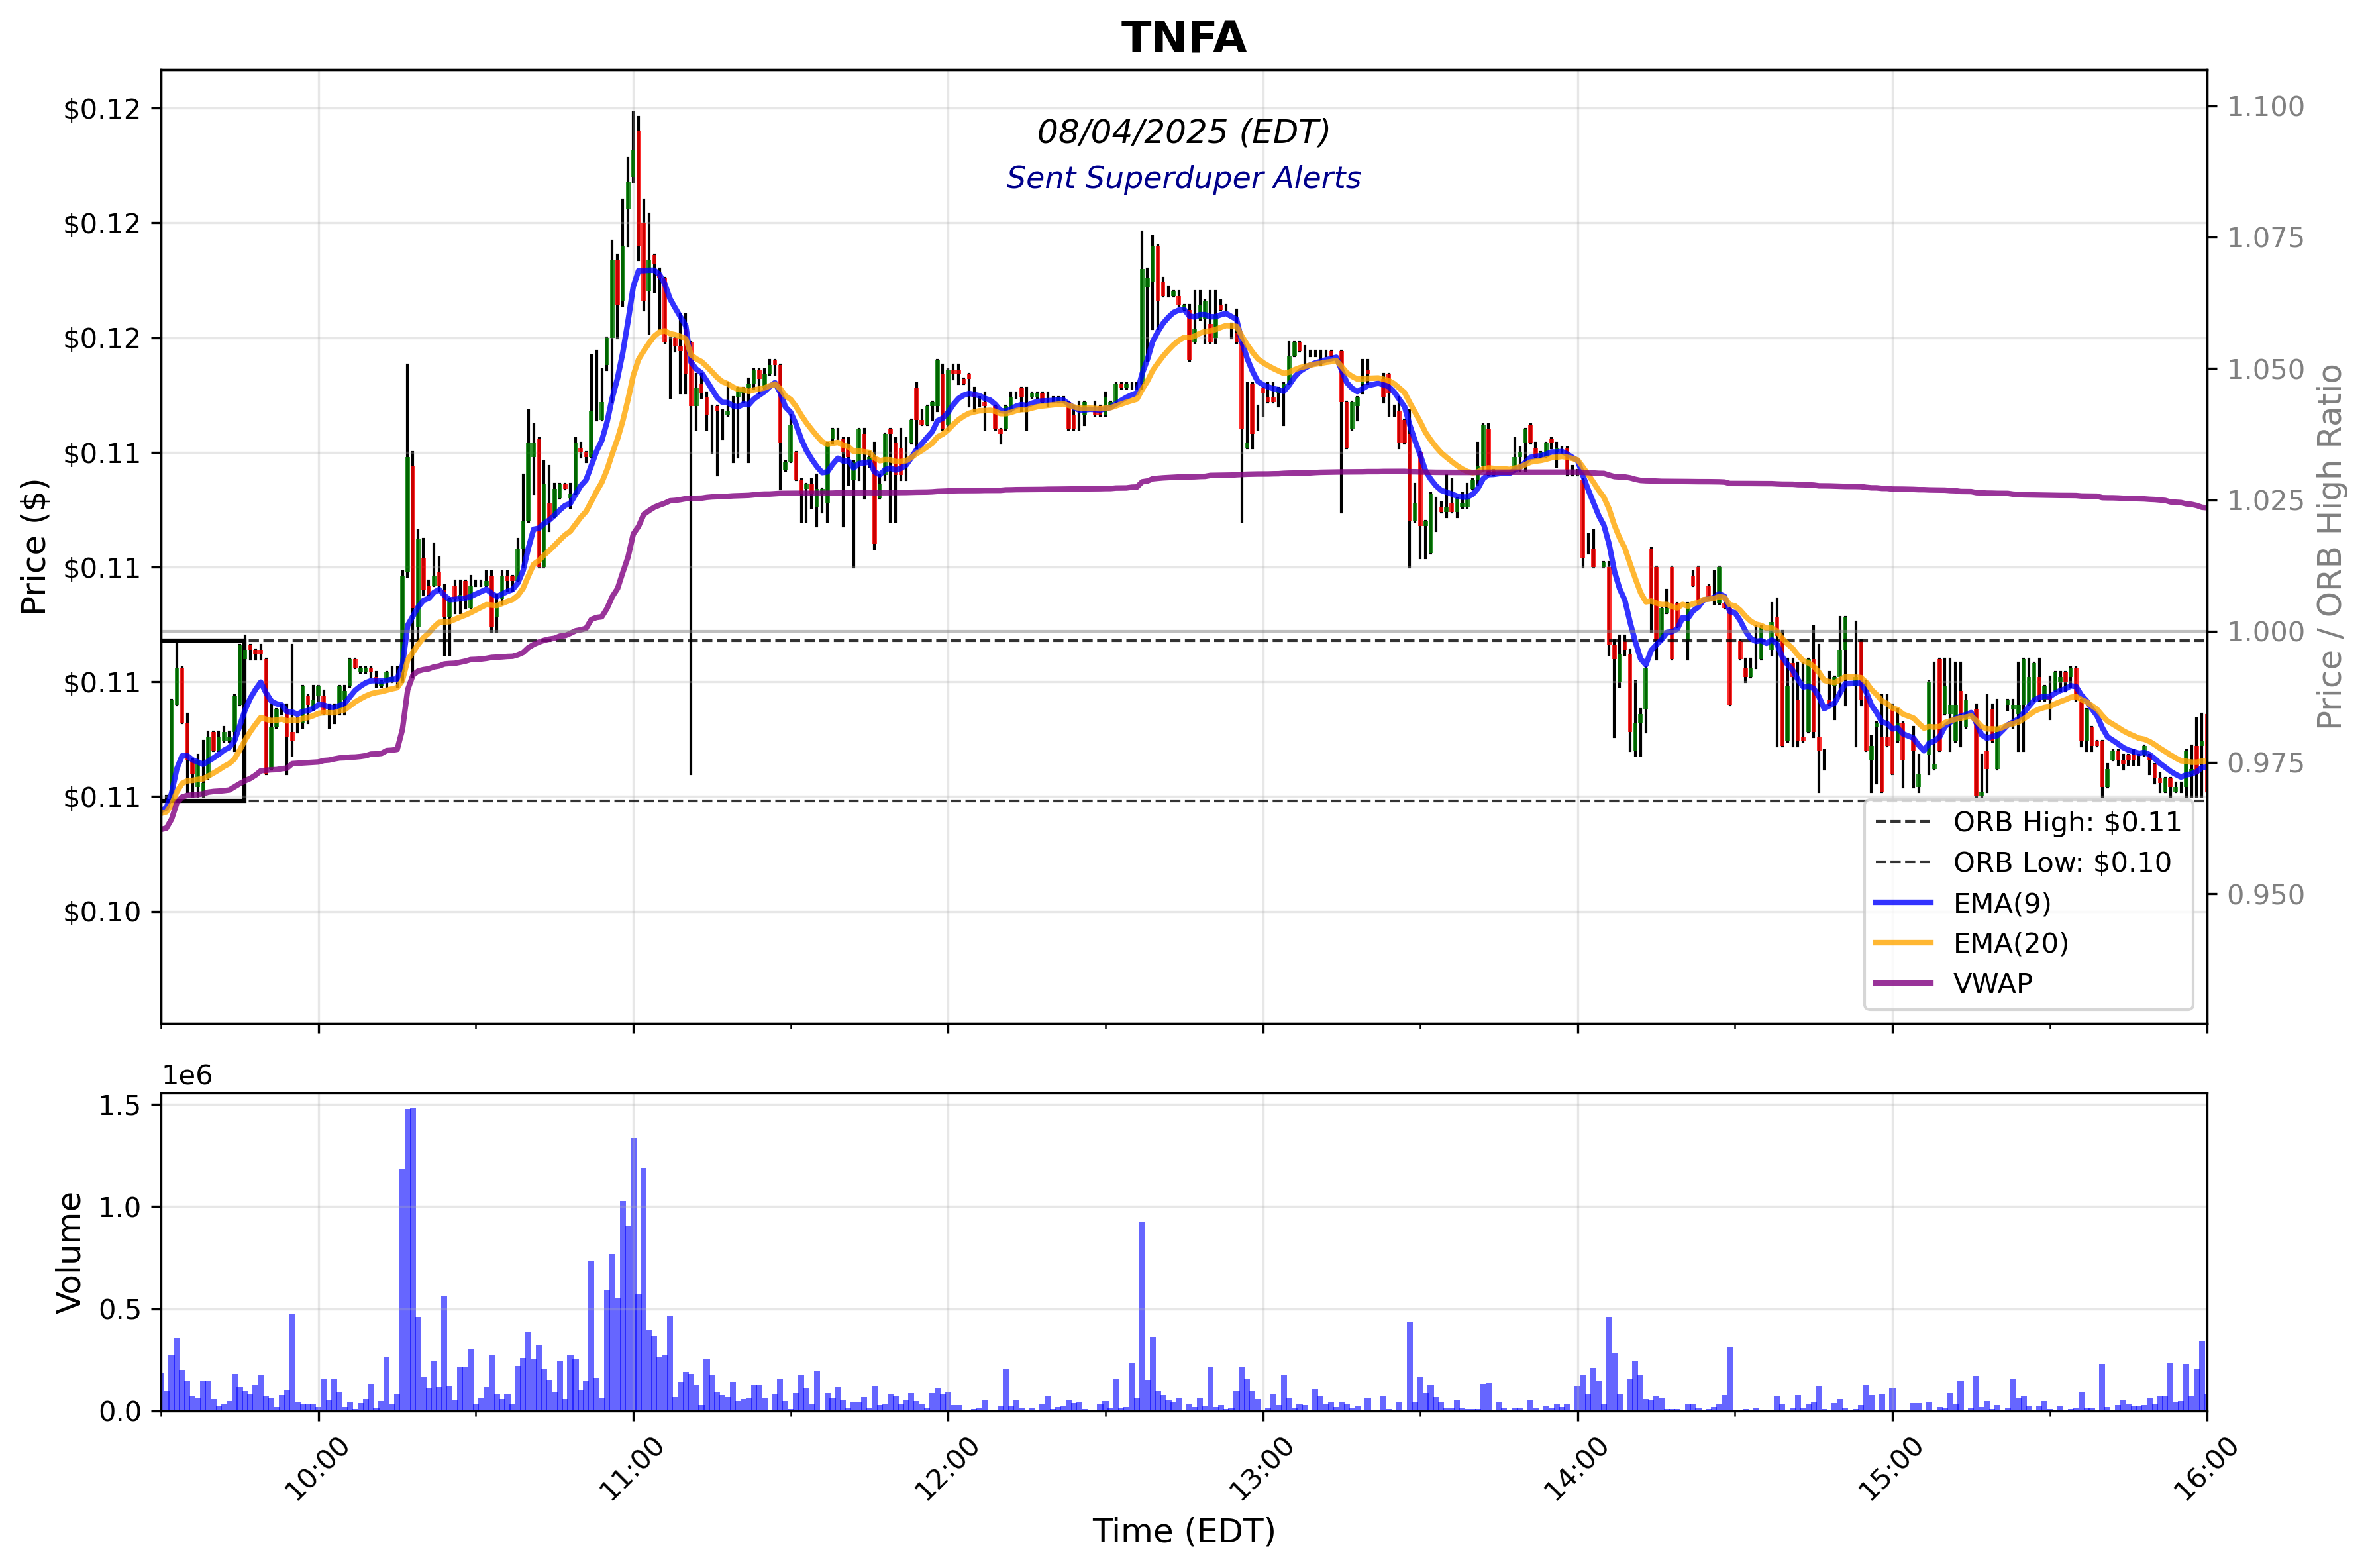 TNFA
08/04/2025 (EDT)
Sent Superduper Alerts
Price ($)
$0.12
$0.12
$0.12
$0.11
$0.11
$0.11
$0.11
$0.10
Price / ORB High Ratio
1.100
1.075
1.050
1.025
1.000
0.975
0.950
ORB High: $0.11
ORB Low: $0.10
EMA(9)
EMA(20)
VWAP
1e6
Volume
1.5
1.0
0.5
0.0
10:00
11:00
12:00
13:00
14:00
15:00
16:00
Time (EDT)